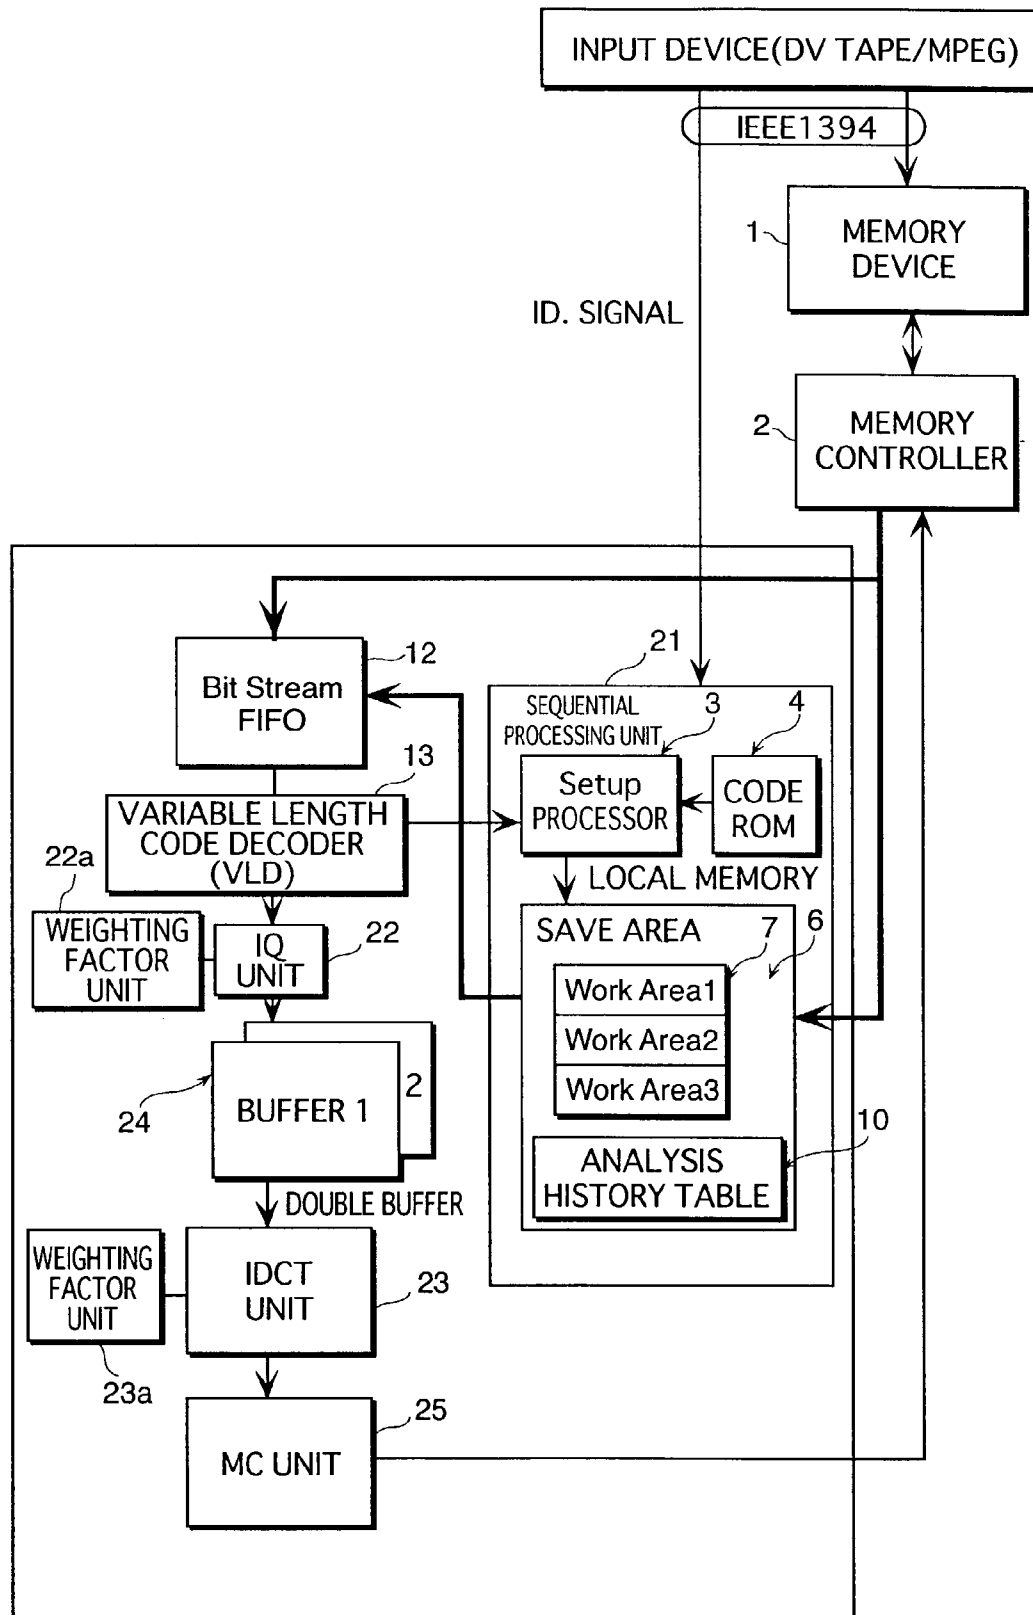 INPUT DEVICE(DV TAPE/MPEG)
IEEE1394
1
MEMORY
DEVICE
ID. SIGNAL
2
MEMORY
CONTROLLER
12
Bit Stream
FIFO
21
SEQUENTIAL
PROCESSING UNIT
3
4
Setup
PROCESSOR
CODE
ROM
13
VARIABLE LENGTH
CODE DECODER
(VLD)
LOCAL MEMORY
22a
WEIGHTING
FACTOR
UNIT
IQ
UNIT
22
SAVE AREA
7
6
Work Area1
Work Area2
Work Area3
24
BUFFER 1
2
10
ANALYSIS
HISTORY TABLE
DOUBLE BUFFER
WEIGHTING
FACTOR
UNIT
23a
IDCT
UNIT
23
25
MC UNIT